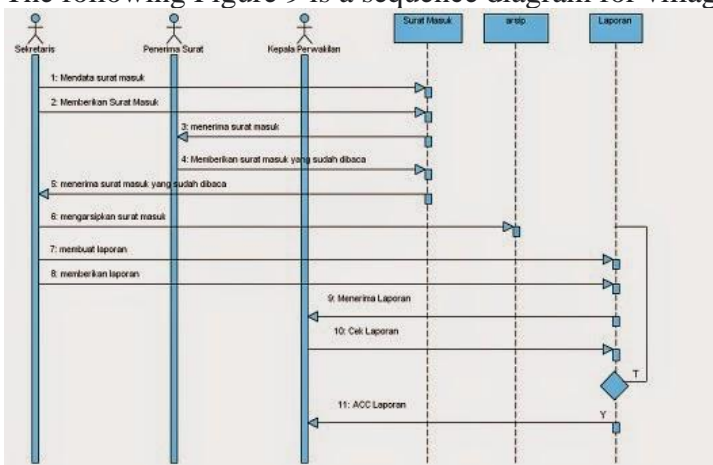 The following Figure 9 is a sequence diagram for villag
Sekretaris
Penerima Surat
Kepala Perwakilan
Surat Masuk
arsip
Laporan
1: Mendata surat masuk
2: Memberikan Surat Masuk
3: menerima surat masuk
4: Memberikan surat masuk yang sudah dibaca
5: menerima surat masuk yang sudah dibaca
6: mengarsipkan surat masuk
7: membuat laporan
8: memberikan laporan
9: Menerima Laporan
10: Cek Laporan
T
11: ACC Laporan
Y